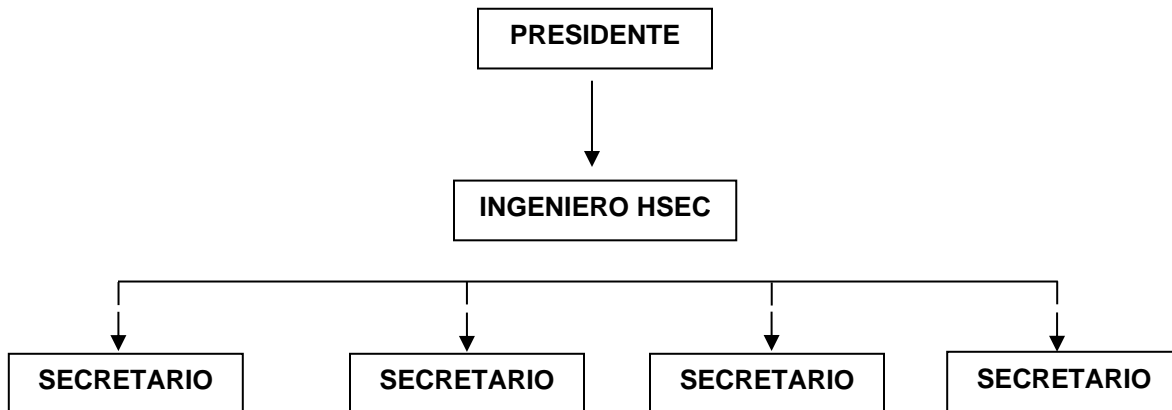 PRESIDENTE
INGENIERO HSEC
SECRETARIO
SECRETARIO
SECRETARIO
SECRETARIO